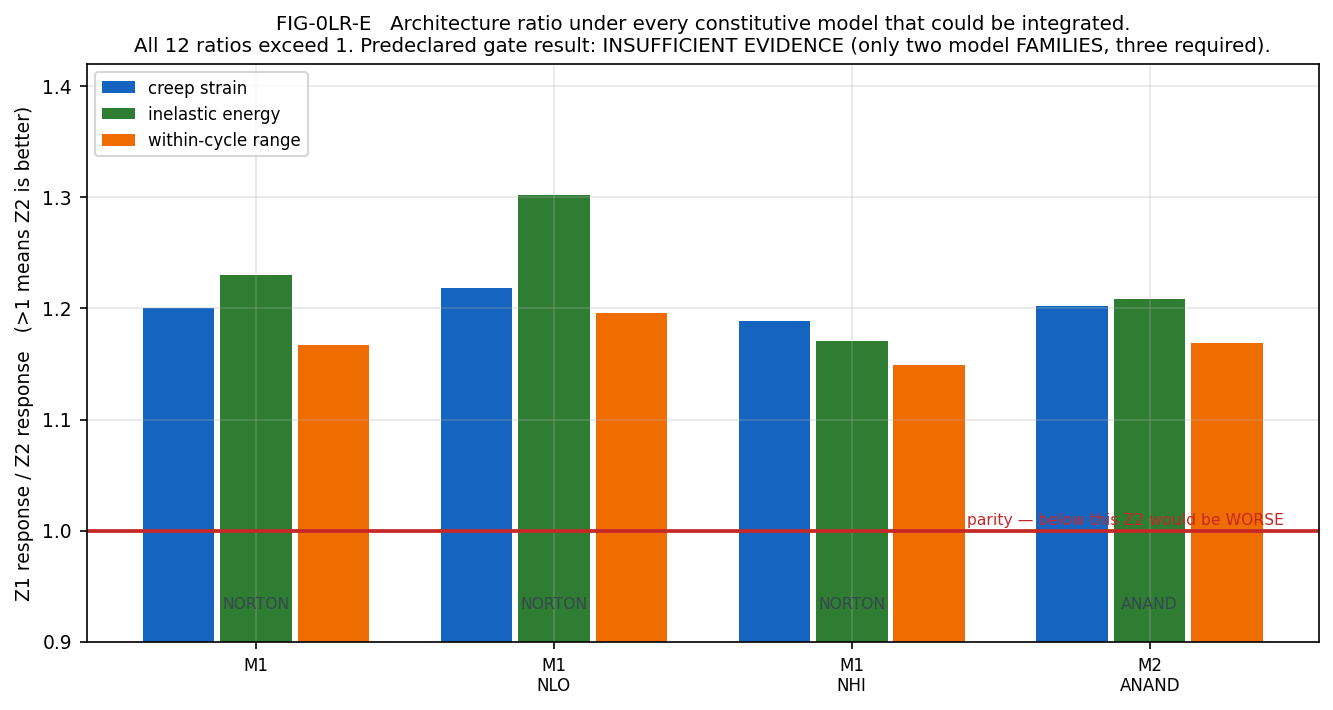 FIG-0LR-E   Architecture ratio under every constitutive model that could be integrated.
All 12 ratios exceed 1. Predeclared gate result: INSUFFICIENT EVIDENCE (only two model FAMILIES, three required).
creep strain
inelastic energy
within-cycle range
Z1 response / Z2 response   (>1 means Z2 is better)
1.4
1.3
1.2
1.1
1.0
0.9
parity — below this Z2 would be WORSE
NORTON
NORTON
NORTON
ANAND
M1
M1
NLO
M1
NHI
M2
ANAND